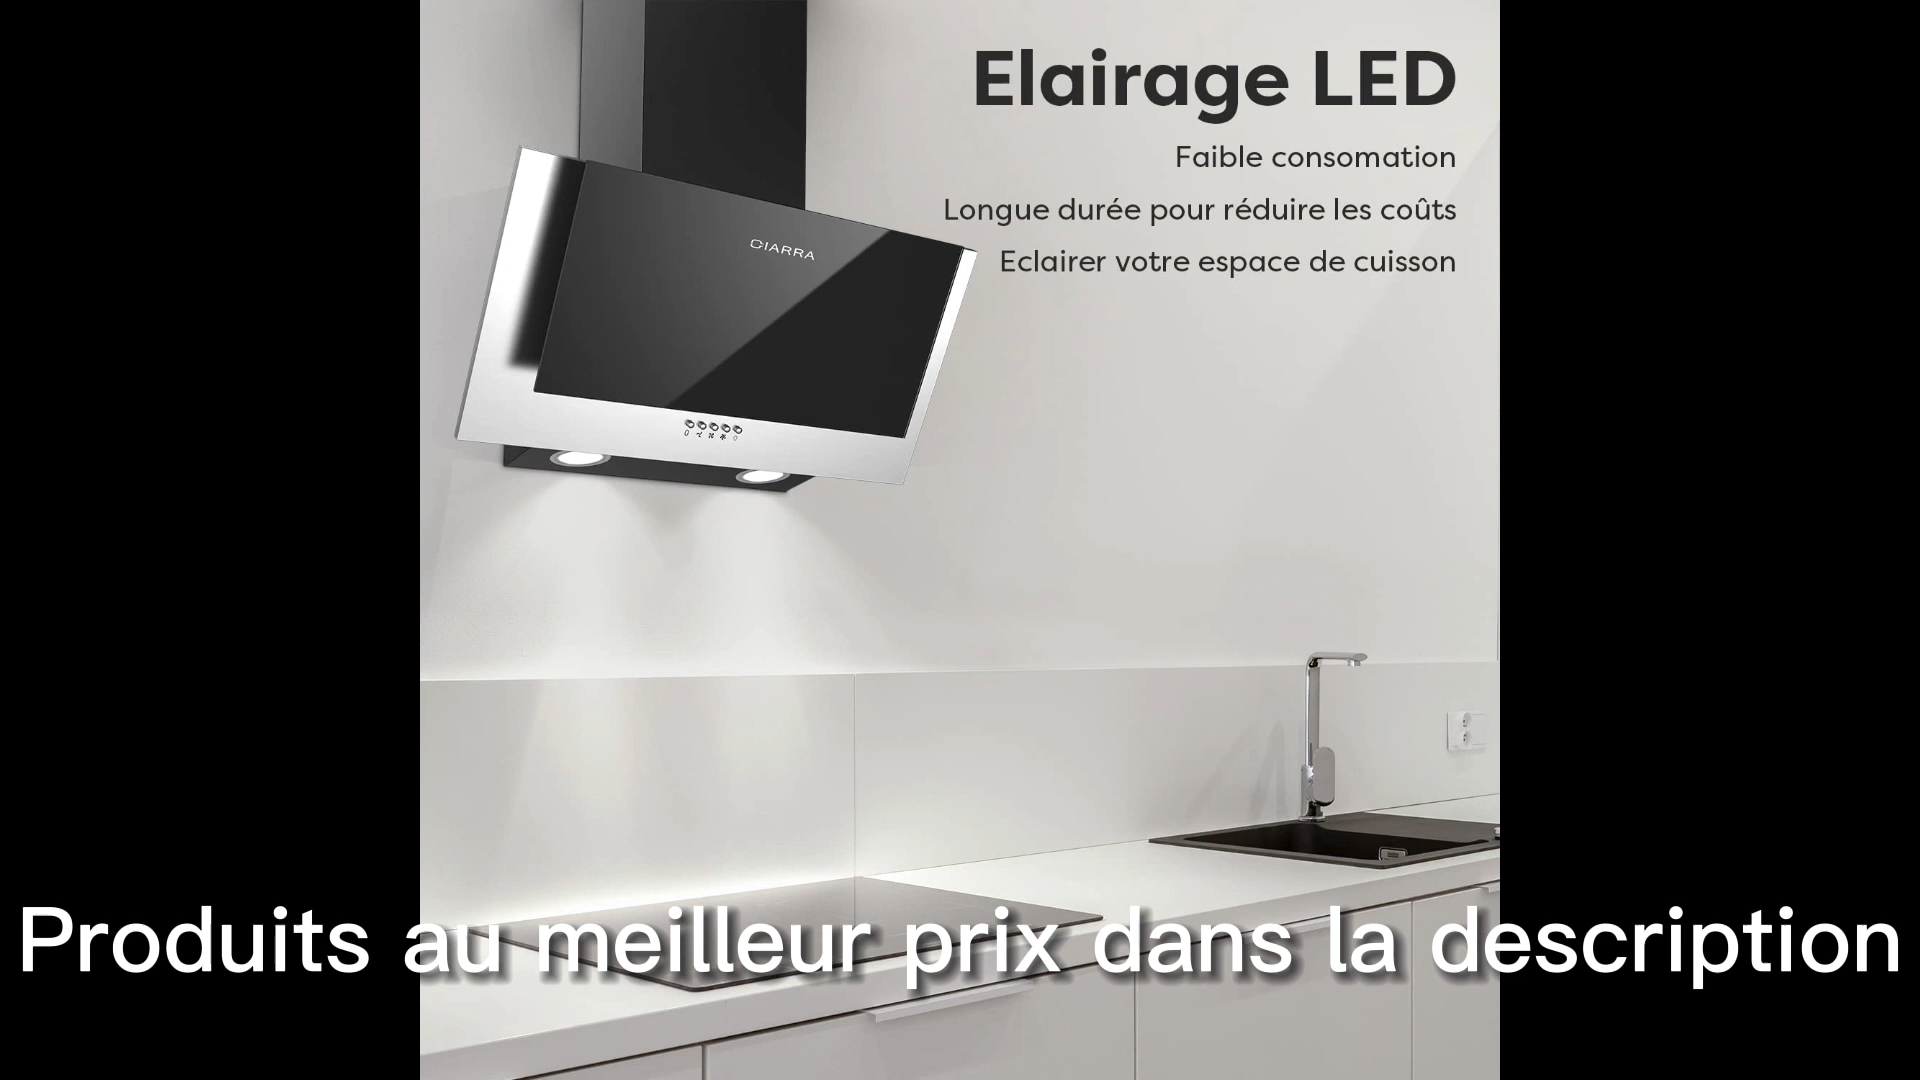 Elairage LED
Faible consomation
Longue durée pour réduire les coûts
Eclairer votre espace de cuisson
CIARRA
Produits au meilleur prix dans la description